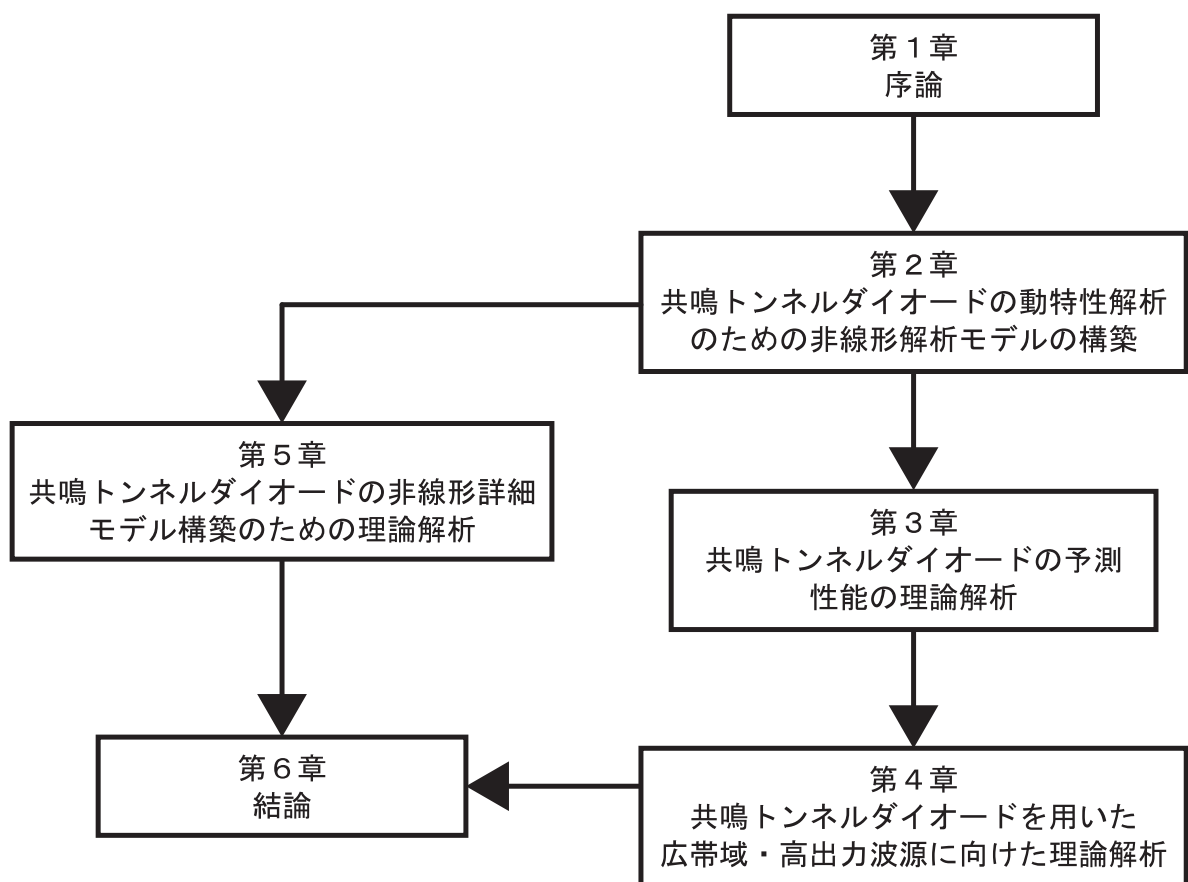 第１章
序論
第２章
共鳴トンネルダイオードの動特性解析
のための非線形解析モデルの構築
第５章
共鳴トンネルダイオードの非線形詳細
モデル構築のための理論解析
第３章
共鳴トンネルダイオードの予測
性能の理論解析
第６章
結論
第４章
共鳴トンネルダイオードを用いた
広帯域・高出力波源に向けた理論解析